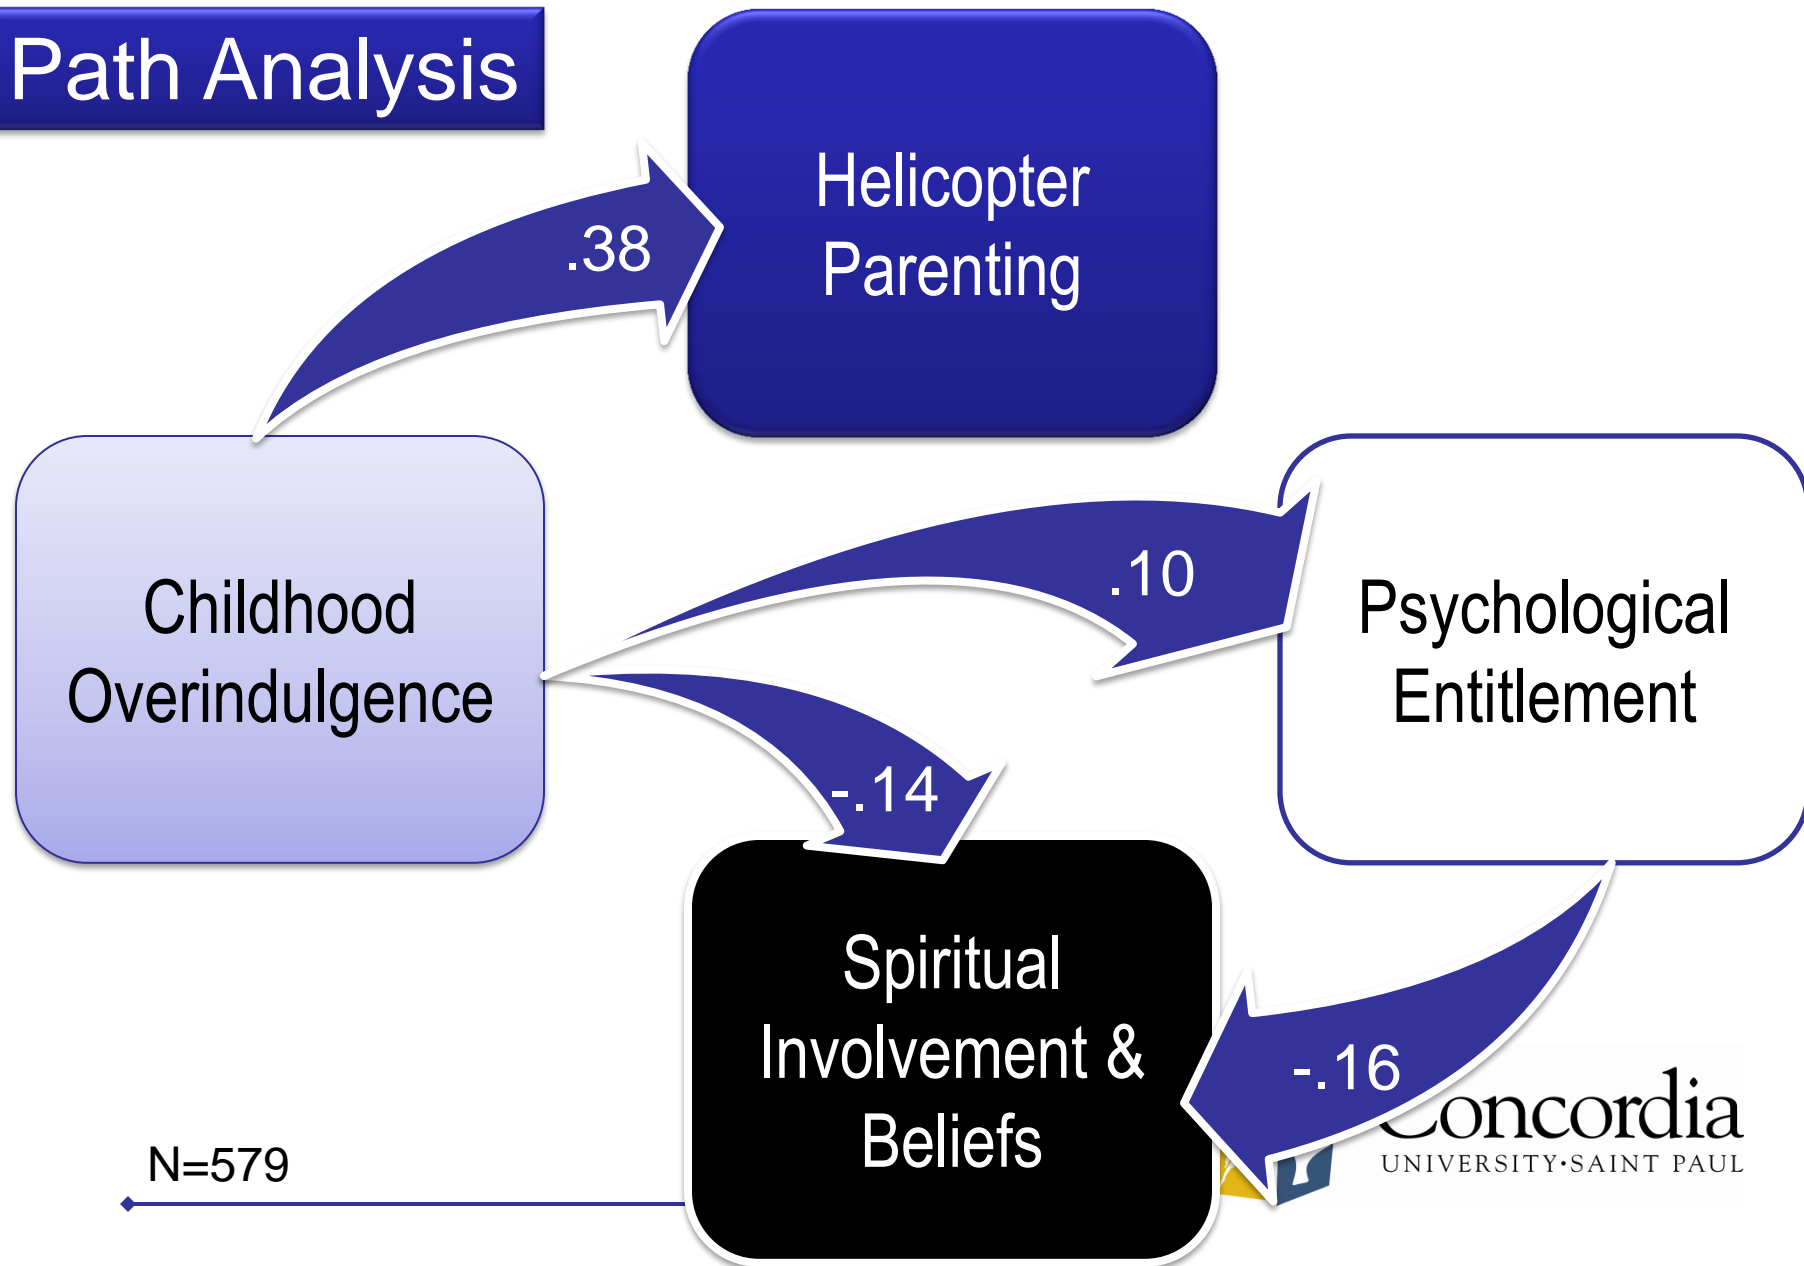 Path Analysis
Helicopter
Parenting
.38
Childhood
Overindulgence
.10
Psychological
Entitlement
-.14
Spiritual
Involvement &
Beliefs
-.16
N=579
Concordia
UNIVERSITY•SAINT PAUL